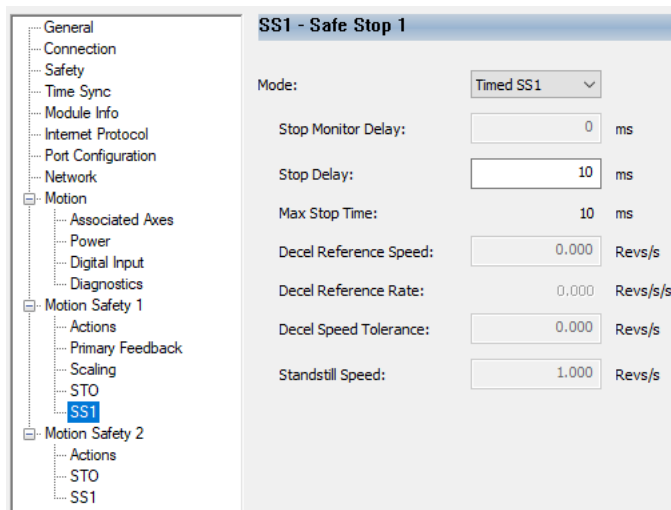 General
Connection
Safety
Time Sync
Module Info
Internet Protocol
Port Configuration
Network
Motion
Associated Axes
Power
Digital Input
Diagnostics
Motion Safety 1
Actions
Primary Feedback
Scaling
STO
SS1
Motion Safety 2
Actions
STO
SS1
SS1 - Safe Stop 1
Mode: Timed SS1
Stop Monitor Delay: 0 ms
Stop Delay: 10 ms
Max Stop Time: 10 ms
Decel Reference Speed: 0.000 Revs/s
Decel Reference Rate: 0.000 Revs/s/s
Decel Speed Tolerance: 0.000 Revs/s
Standstill Speed: 1.000 Revs/s